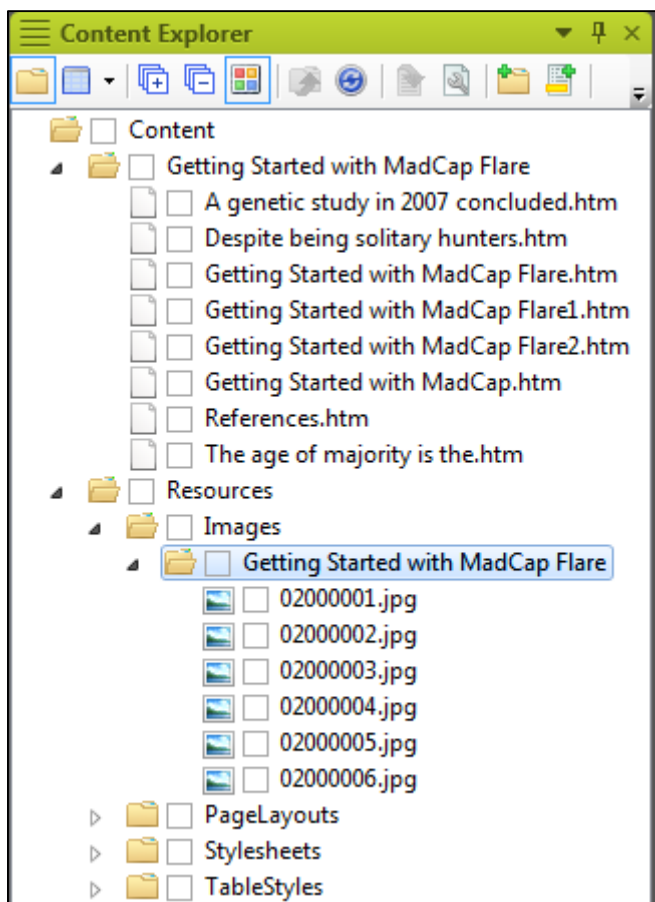 Content Explorer
Content
Getting Started with MadCap Flare
A genetic study in 2007 concluded.htm
Despite being solitary hunters.htm
Getting Started with MadCap Flare.htm
Getting Started with MadCap Flare1.htm
Getting Started with MadCap Flare2.htm
Getting Started with MadCap.htm
References.htm
The age of majority is the.htm
Resources
Images
Getting Started with MadCap Flare
02000001.jpg
02000002.jpg
02000003.jpg
02000004.jpg
02000005.jpg
02000006.jpg
PageLayouts
Stylesheets
TableStyles